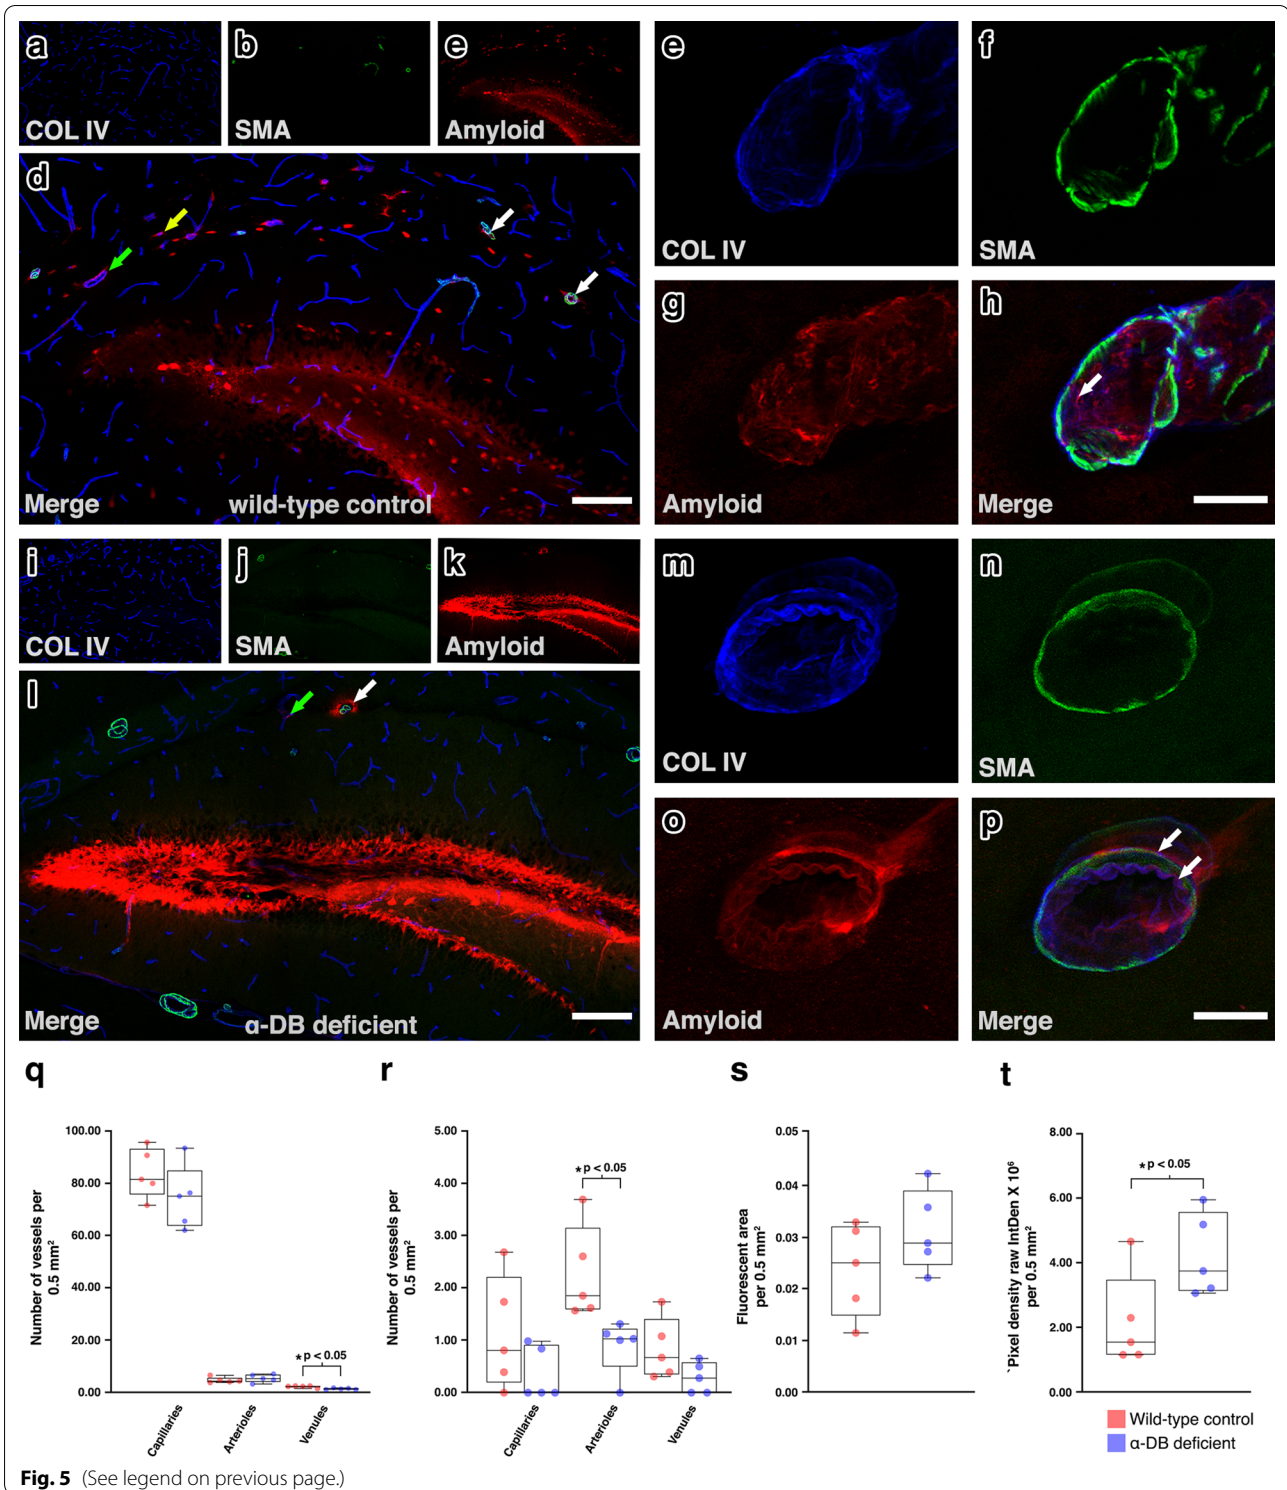 a
COL IV
b
SMA
e
Amyloid
d
Merge
wild-type control
e
COL IV
f
SMA
g
Amyloid
h
Merge
i
COL IV
j
SMA
k
Amyloid
l
Merge
α-DB deficient
m
COL IV
n
SMA
o
Amyloid
p
Merge
q
Number of vessels per
0.5 mm²
100.00
80.00
60.00
40.00
20.00
0.00
* p < 0.05
Capillaries
Arterioles
Venules
r
Number of vessels per
0.5 mm²
5.00
4.00
3.00
2.00
1.00
0.00
* p < 0.05
Capillaries
Arterioles
Venules
s
Fluorescent area
per 0.5 mm²
0.05
0.04
0.03
0.02
0.01
0.00
t
`Pixel density raw IntDen X 10⁶
per 0.5 mm²
8.00
6.00
4.00
2.00
0.00
* p < 0.05
Wild-type control
α-DB deficient
Fig. 5 (See legend on previous page.)